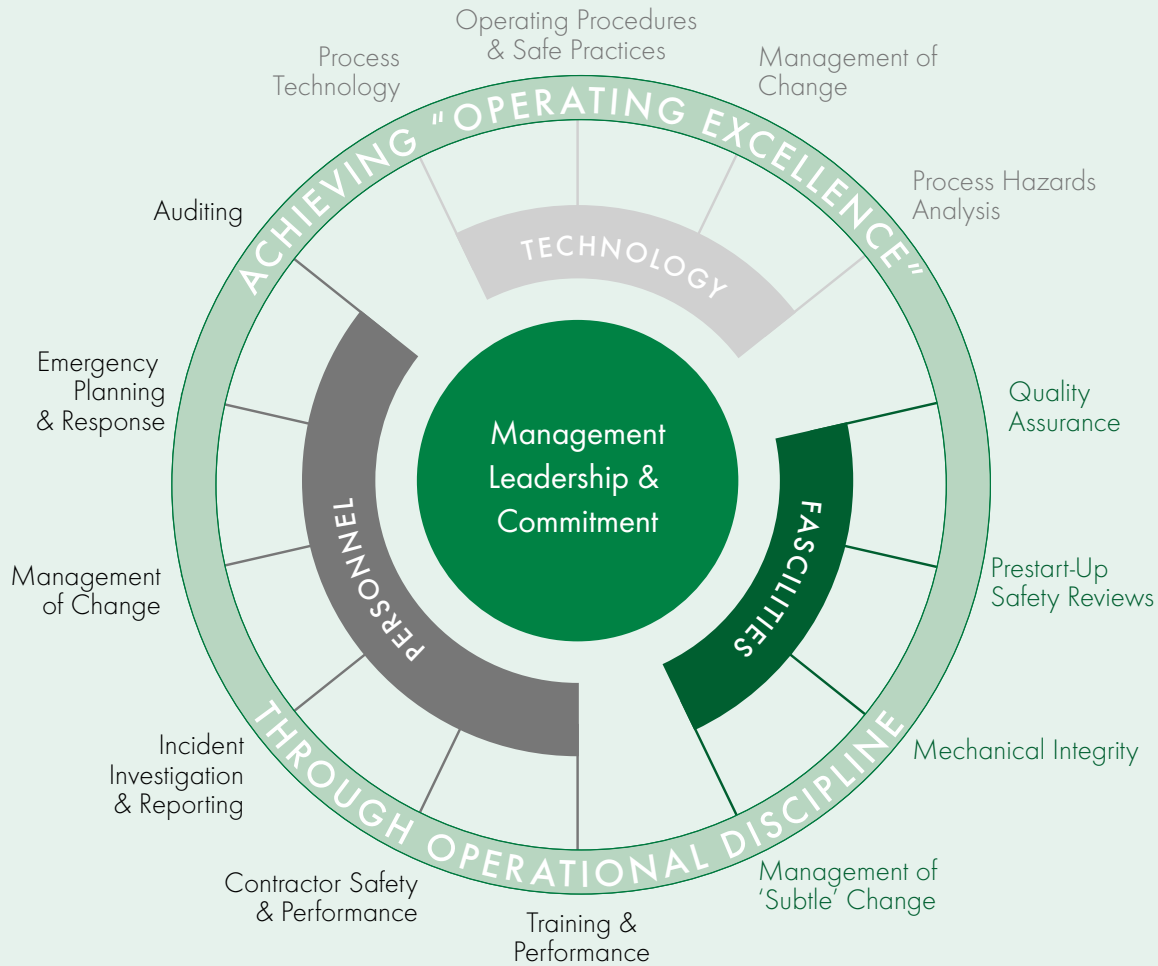 Operating Procedures
& Safe Practices
Process
Technology
Management of
Change
Process Hazards
Analysis
Auditing
ACHIEVING “OPERATING EXCELLENCE”
TECHNOLOGY
Emergency
Planning
& Response
Quality
Assurance
Management
Leadership &
Commitment
PERSONNEL
FASCILITIES
Management
of Change
Prestart-Up
Safety Reviews
Incident
Investigation
& Reporting
Mechanical Integrity
THROUGH OPERATIONAL DISCIPLINE
Contractor Safety
& Performance
Training &
Performance
Management of
‘Subtle’ Change